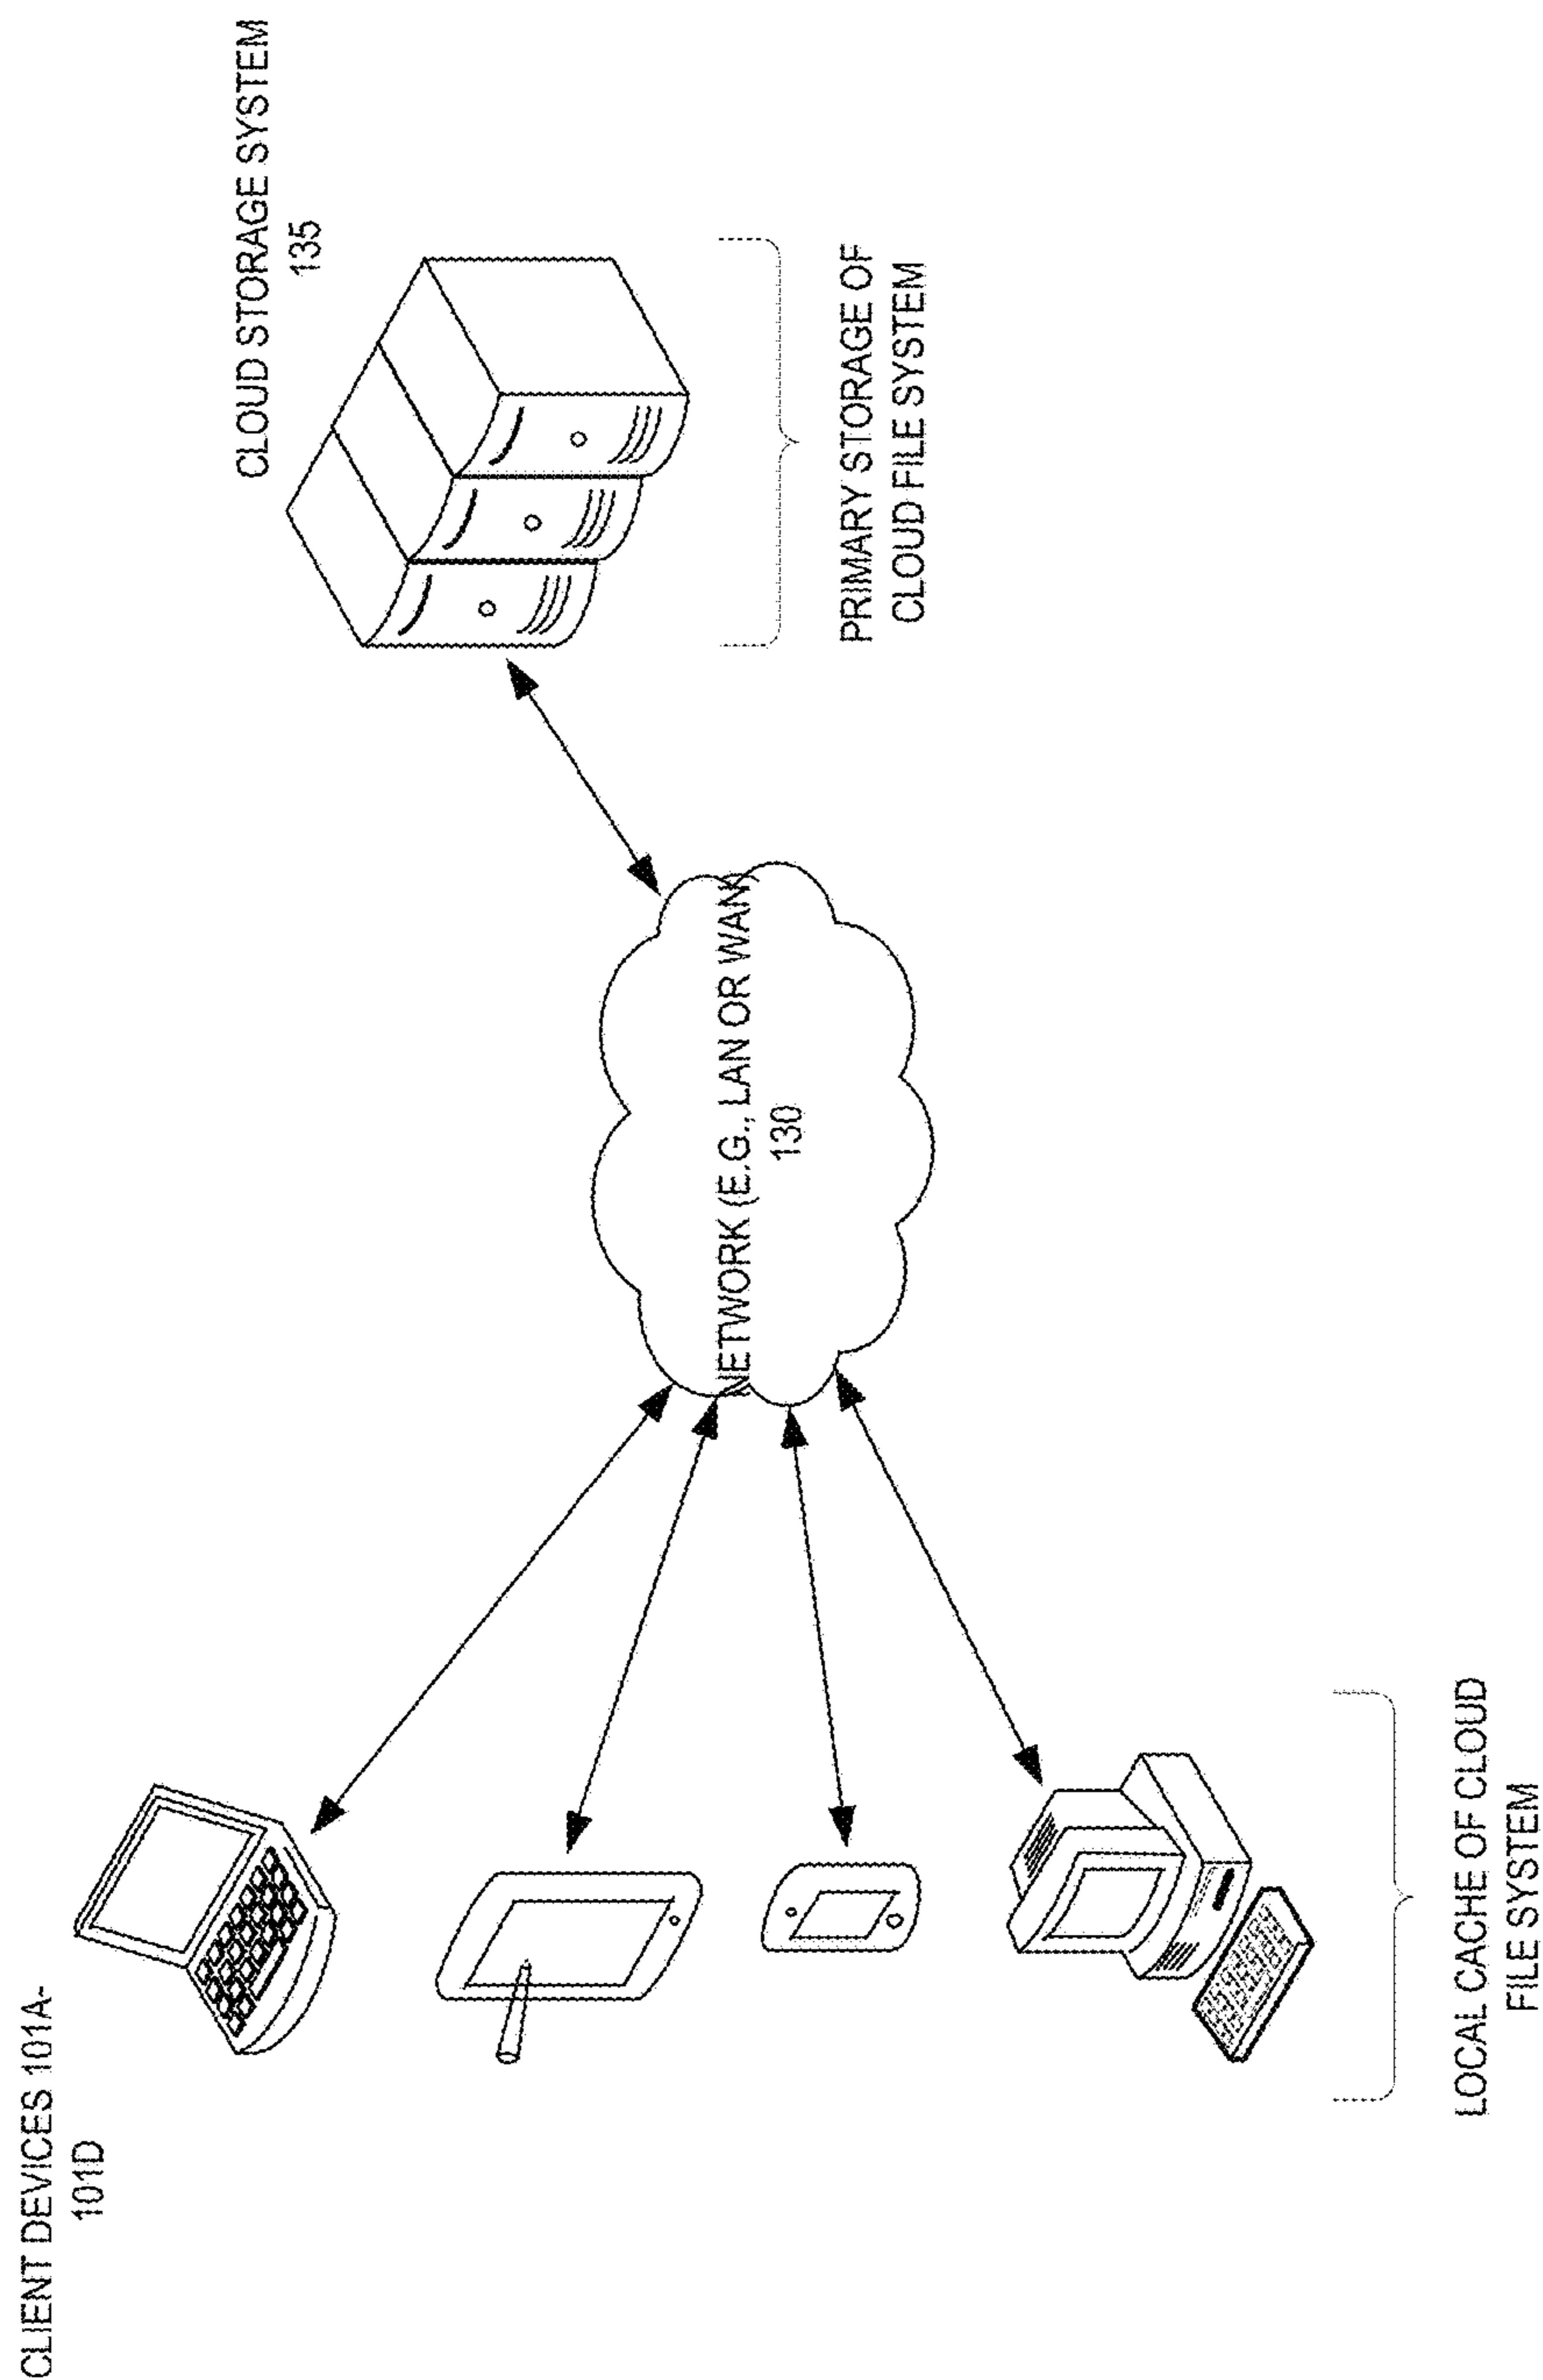 CLIENT DEVICES 101A-
101D
CLOUD STORAGE SYSTEM
135
NETWORK (E.G., LAN OR WAN)
130
PRIMARY STORAGE OF
CLOUD FILE SYSTEM
LOCAL CACHE OF CLOUD
FILE SYSTEM